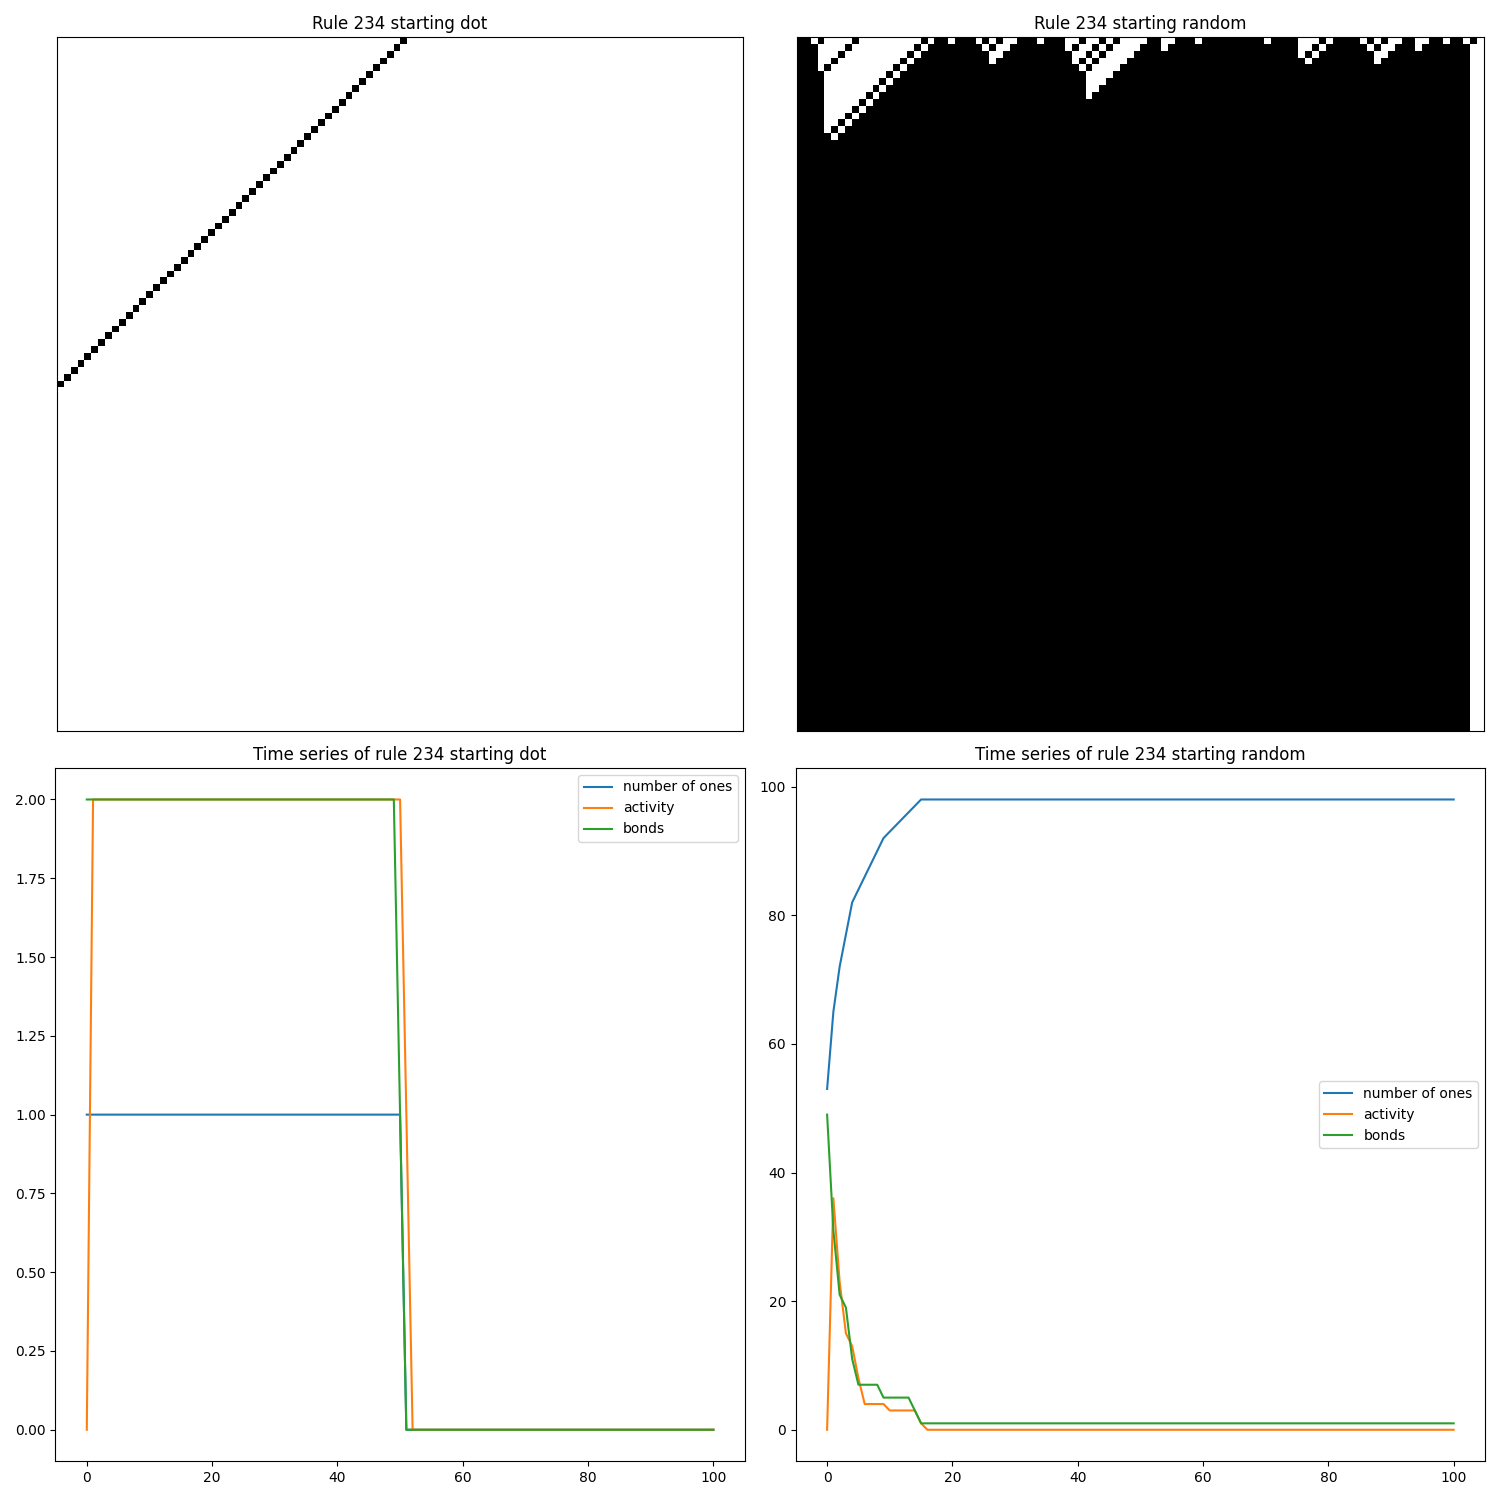 Rule 234 starting dot
Rule 234 starting random
Time series of rule 234 starting dot
2.00
1.75
1.50
1.25
1.00
0.75
0.50
0.25
0.00
0
20
40
60
80
100
number of ones
activity
bonds
Time series of rule 234 starting random
100
80
60
40
20
0
0
20
40
60
80
100
number of ones
activity
bonds